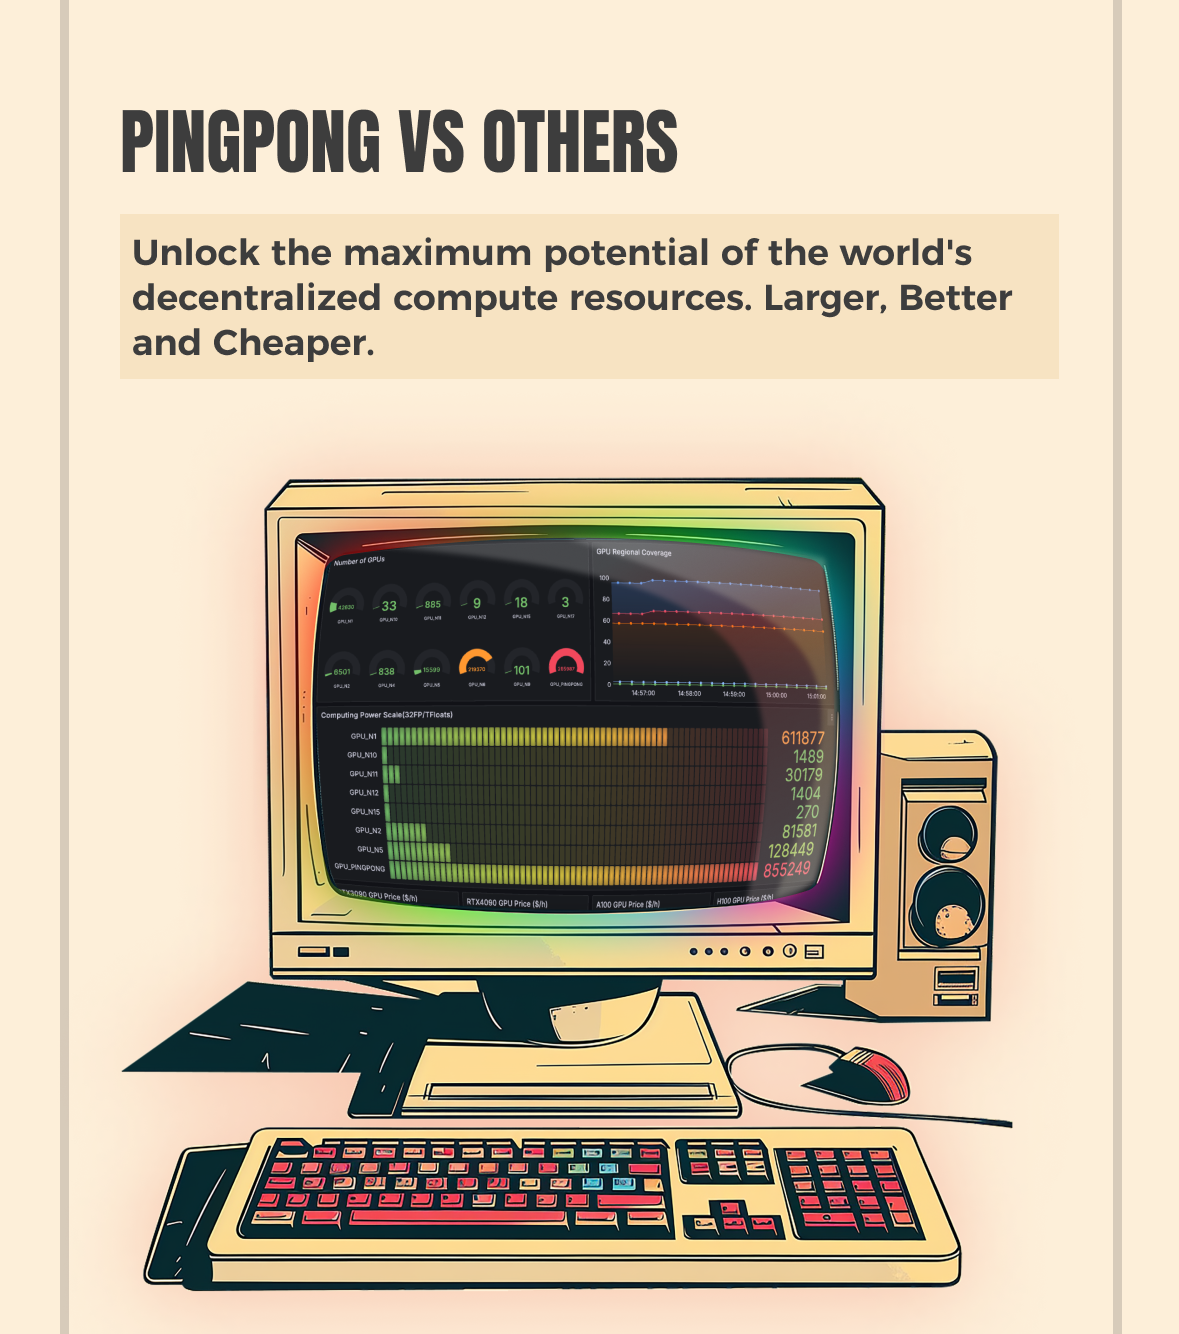 PINGPONG VS OTHERS
Unlock the maximum potential of the world's
decentralized compute resources. Larger, Better
and Cheaper.
Number of GPUs
42830 33 885 9 18 3
GPU_N1 GPU_N10 GPU_N11 GPU_N12 GPU_N15 GPU_N17
6501 838 15599 101
GPU_N2 GPU_N4 GPU_N5 GPU_N6 GPU_N8 GPU_PINGPONG
GPU Regional Coverage
100
80
60
40
20
0
14:57:00 14:58:00 14:59:00 15:00:00 15:01:00
Computing Power Scale(32FP/TFloats)
GPU_N1 611877
GPU_N10 1489
GPU_N11 30179
GPU_N12 1404
GPU_N15 270
GPU_N2 81581
GPU_N5 128449
GPU_PINGPONG 855249
RTX3090 GPU Price ($/h) RTX4090 GPU Price ($/h) A100 GPU Price ($/h) H100 GPU Price ($/h)